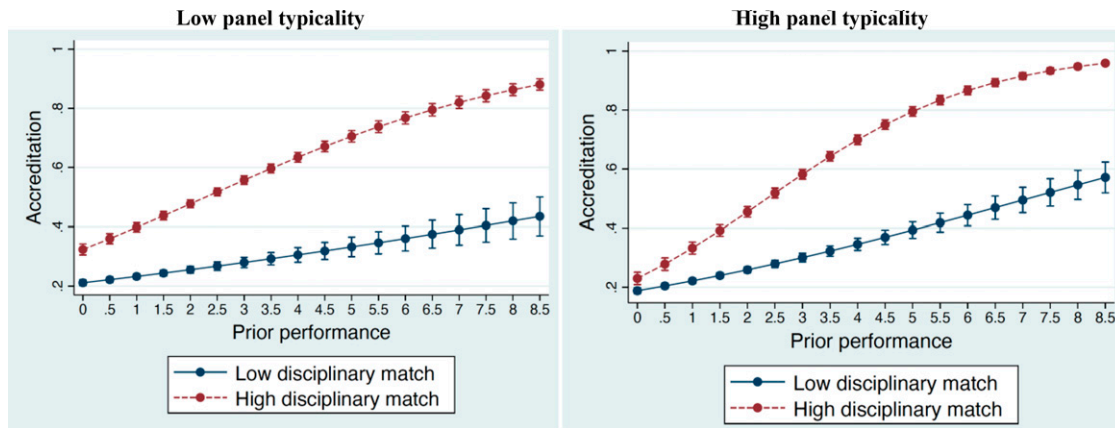 Low panel typicality
Accreditation
1
.8
.6
.4
.2
0 .5 1 1.5 2 2.5 3 3.5 4 4.5 5 5.5 6 6.5 7 7.5 8 8.5
Prior performance
Low disciplinary match
High disciplinary match
High panel typicality
Accreditation
1
.8
.6
.4
.2
0 .5 1 1.5 2 2.5 3 3.5 4 4.5 5 5.5 6 6.5 7 7.5 8 8.5
Prior performance
Low disciplinary match
High disciplinary match